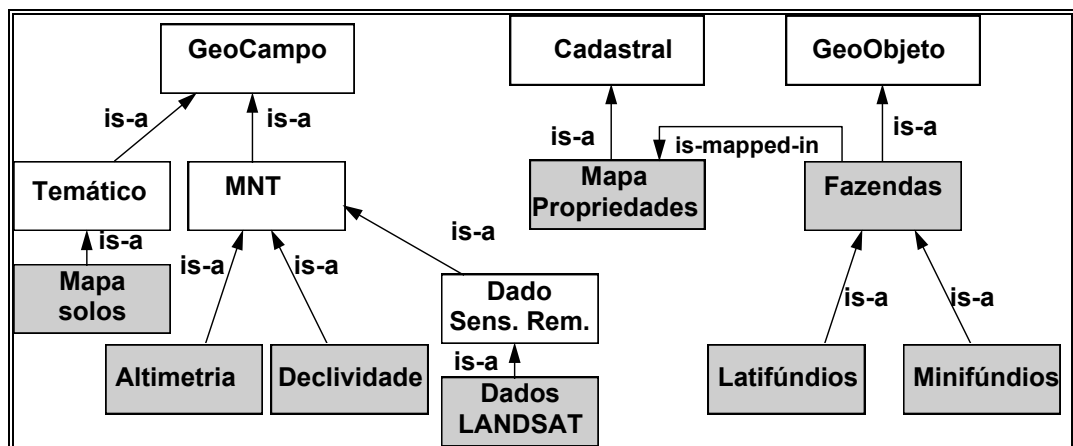 GeoCampo
Cadastral
GeoObjeto
is-a
is-a
is-a
is-a
is-mapped-in
Temático
MNT
Mapa
Propriedades
Fazendas
is-a
is-a
is-a
is-a
Mapa
solos
Dado
Sens. Rem.
is-a
is-a
is-a
Altimetria
Declividade
Dados
LANDSAT
Latifúndios
Minifúndios